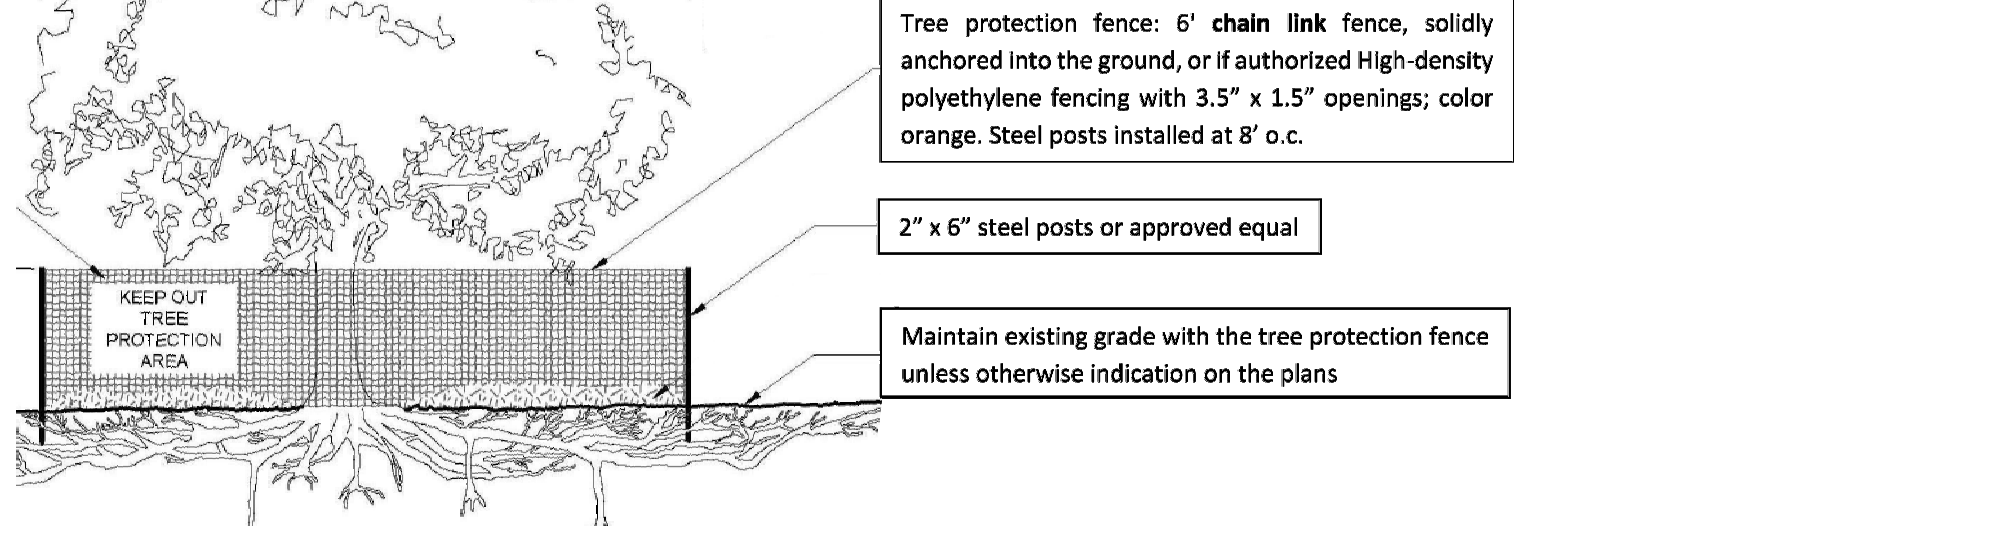 Tree protection fence: 6' chain link fence, solidly
anchored into the ground, or if authorized High-density
polyethylene fencing with 3.5” x 1.5” openings; color
orange. Steel posts installed at 8’ o.c.
2” x 6” steel posts or approved equal
KEEP OUT
TREE
PROTECTION
AREA
Maintain existing grade with the tree protection fence
unless otherwise indication on the plans